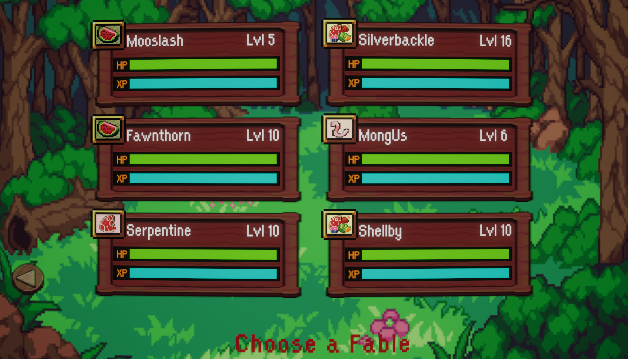 Mooslash Lvl 5
HP
XP
Silverbackle Lvl 16
HP
XP
Fawnthorn Lvl 10
HP
XP
MongUs Lvl 6
HP
XP
Serpentine Lvl 10
HP
XP
Shellby Lvl 10
HP
XP
Choose a Fable